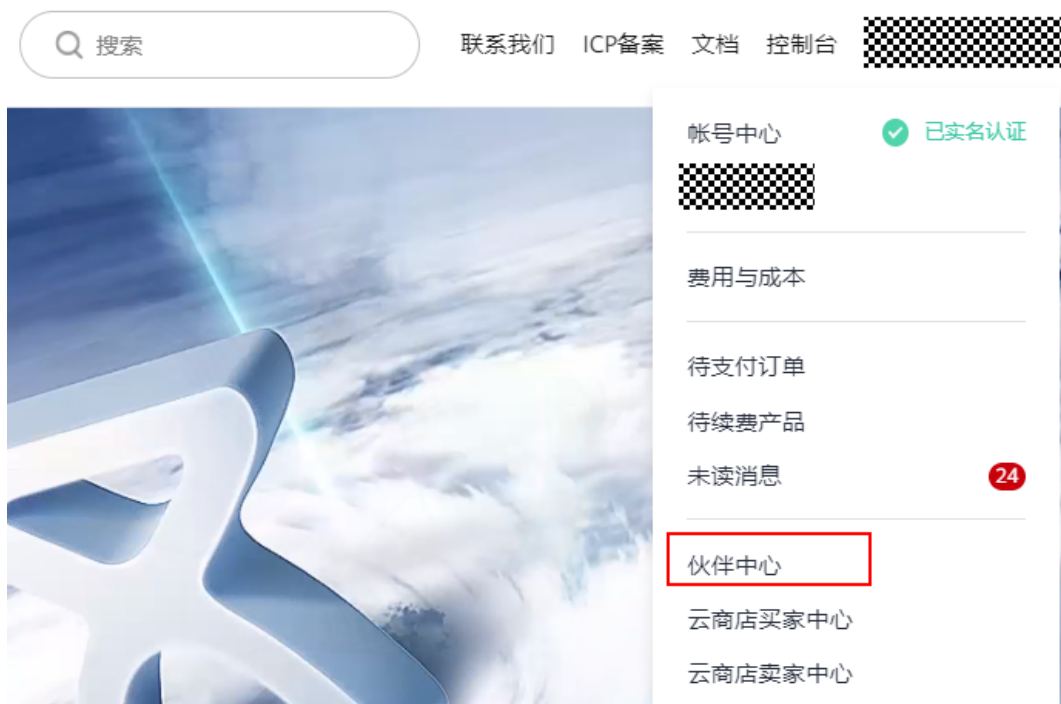 搜索 联系我们 ICP备案 文档 控制台
帐号中心 已实名认证
费用与成本
待支付订单
待续费产品
未读消息 24
伙伴中心
云商店买家中心
云商店卖家中心